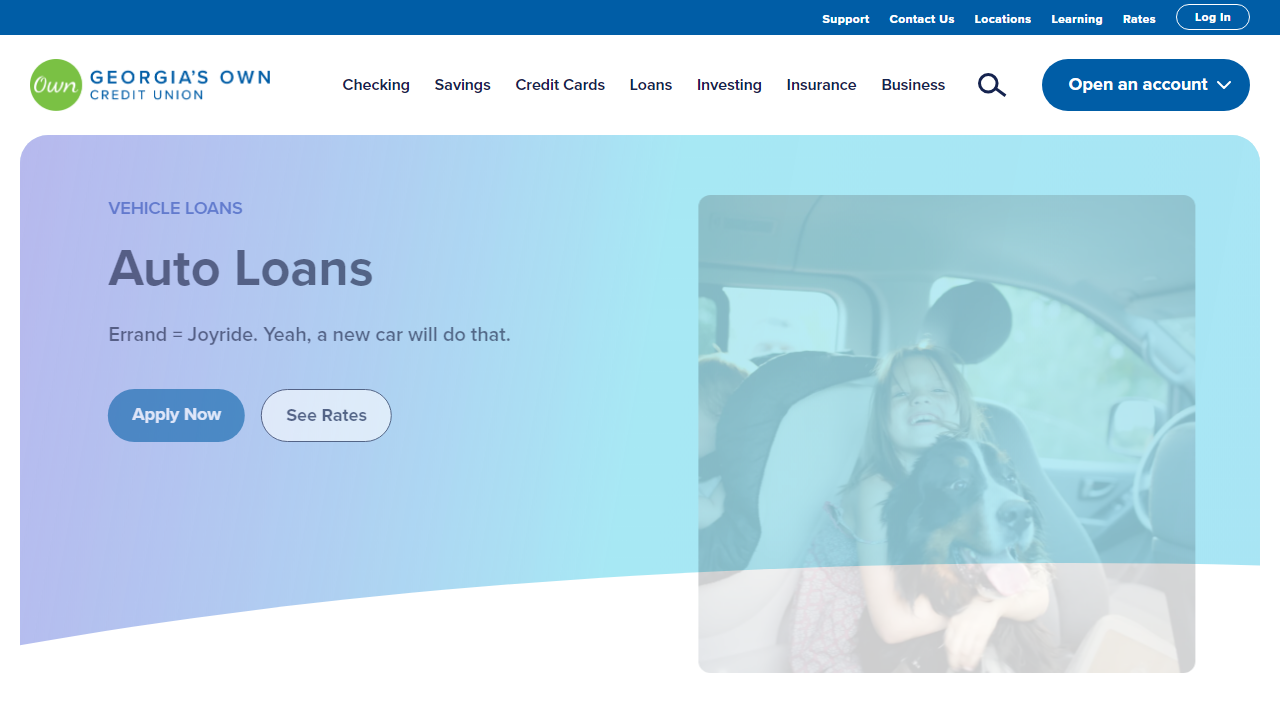 Support Contact Us Locations Learning Rates Log In
Own GEORGIA'S OWN
CREDIT UNION
Checking Savings Credit Cards Loans Investing Insurance Business Open an account
VEHICLE LOANS
Auto Loans
Errand = Joyride. Yeah, a new car will do that.
Apply Now See Rates